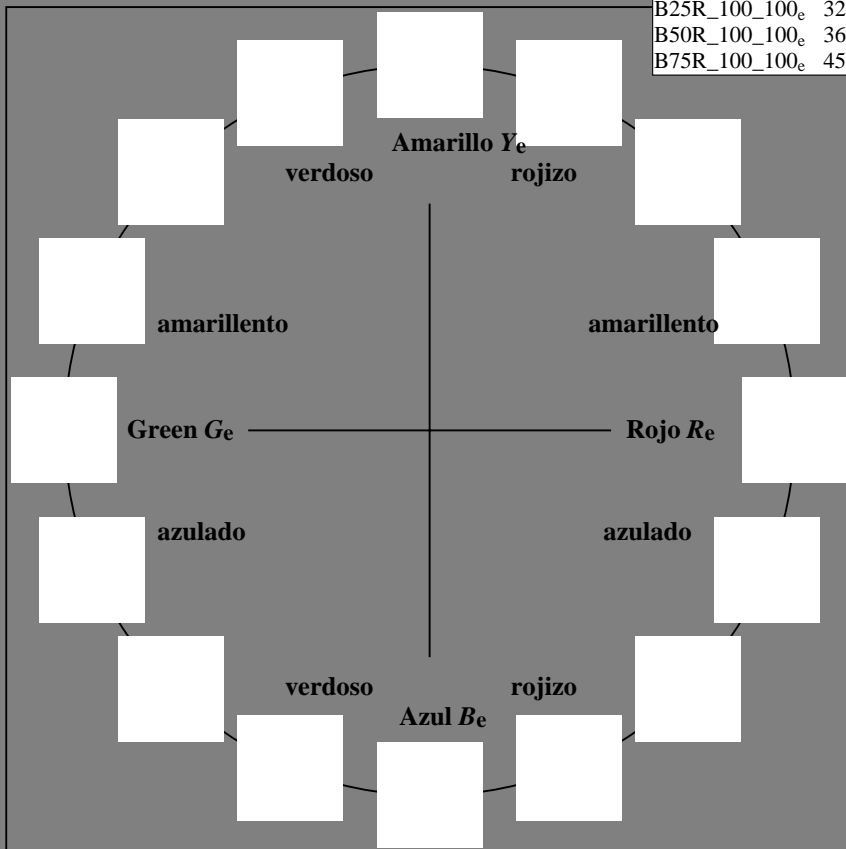 B25R_100_100e 32
B50R_100_100e 36
B75R_100_100e 45
Amarillo Ye
verdoso rojizo
amarillento amarillento
Green Ge Rojo Re
azulado azulado
verdoso rojizo
Azul Be